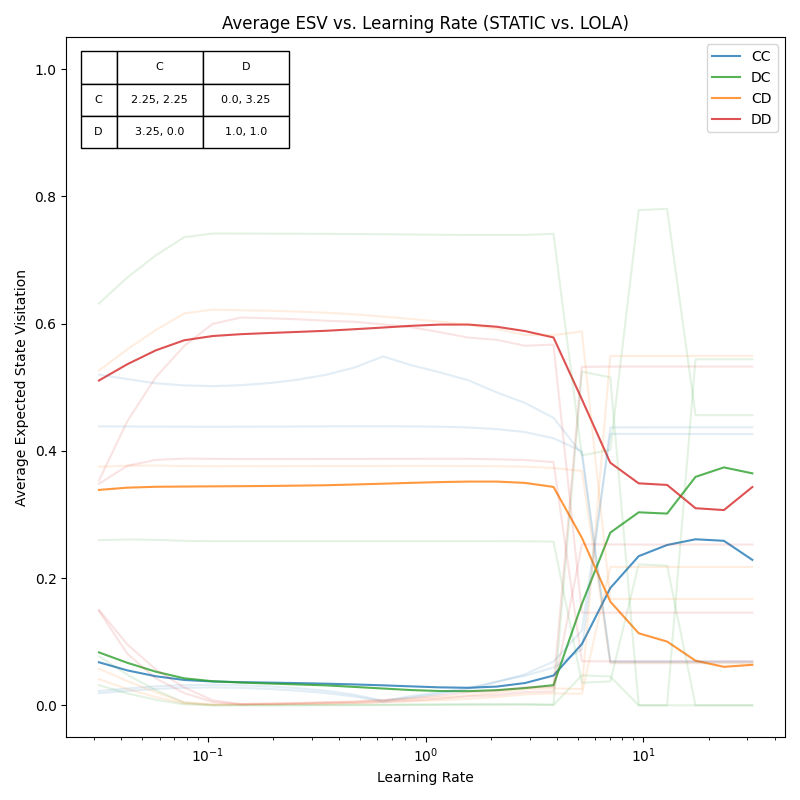 Average ESV vs. Learning Rate (STATIC vs. LOLA)
C D
C 2.25, 2.25 0.0, 3.25
D 3.25, 0.0 1.0, 1.0
CC
DC
CD
DD
1.0
0.8
0.6
0.4
0.2
0.0
Average Expected State Visitation
10⁻¹ 10⁰ 10¹
Learning Rate